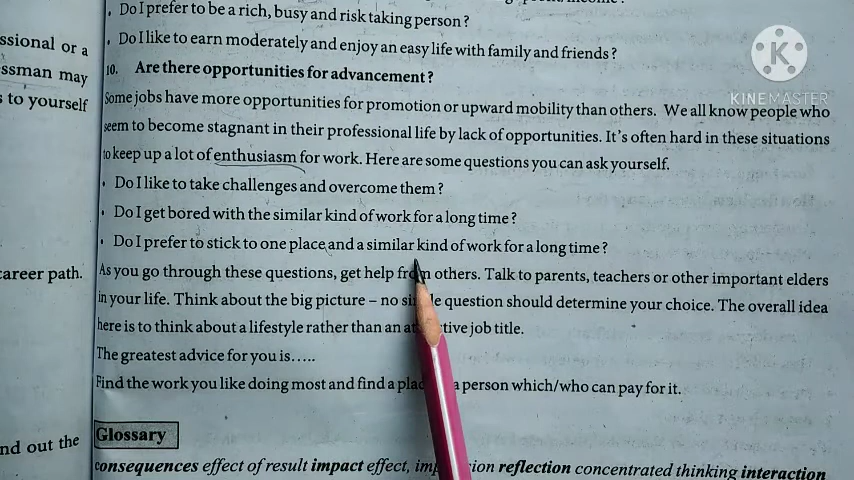 Do I prefer to be a rich, busy and risk taking person?
ssional or a
• Do I like to earn moderately and enjoy an easy life with family and friends?
ssman may
10. Are there opportunities for advancement?
s to yourself
Some jobs have more opportunities for promotion or upward mobility than others. We all know people who
seem to become stagnant in their professional life by lack of opportunities. It's often hard in these situations
to keep up a lot of enthusiasm for work. Here are some questions you can ask yourself.
• Do I like to take challenges and overcome them?
• Do I get bored with the similar kind of work for a long time?
• Do I prefer to stick to one place and a similar kind of work for a long time?
career path.
As you go through these questions, get help from others. Talk to parents, teachers or other important elders
in your life. Think about the big picture – no question should determine your choice. The overall idea
here is to think about a lifestyle rather than an job title.
The greatest advice for you is.....
Find the work you like doing most and find a person which/who can pay for it.
nd out the
Glossary
consequences effect of result impact effect, reflection concentrated thinking interaction
KINEMASTER